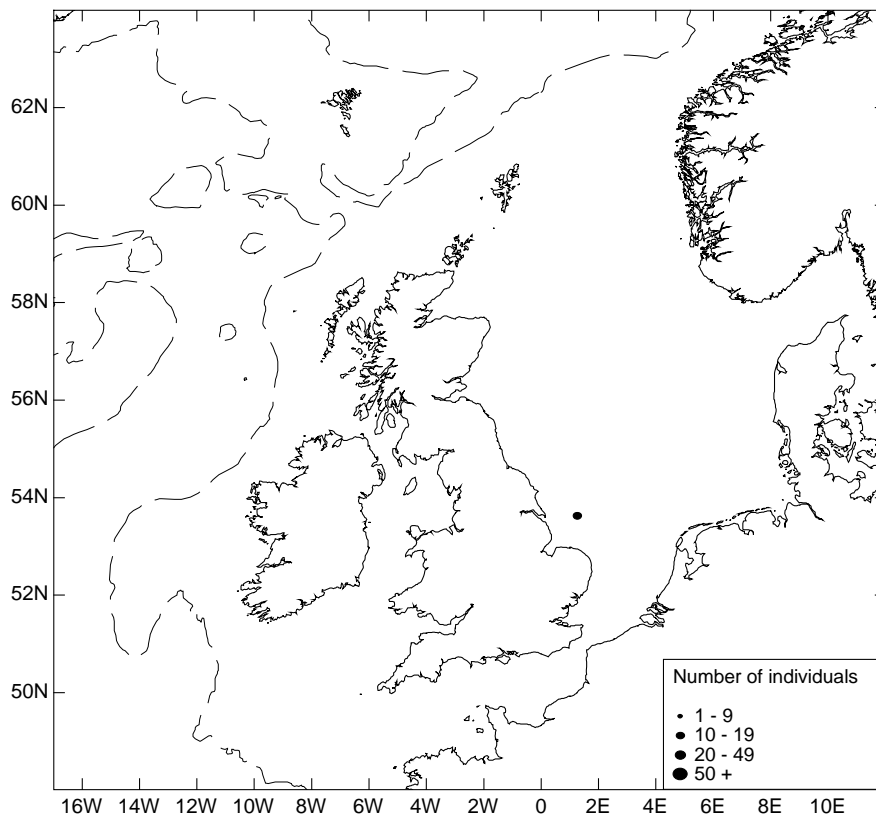 62N
60N
58N
56N
54N
52N
50N
Number of individuals
1 - 9
10 - 19
20 - 49
50 +
16W 14W 12W 10W 8W 6W 4W 2W 0 2E 4E 6E 8E 10E